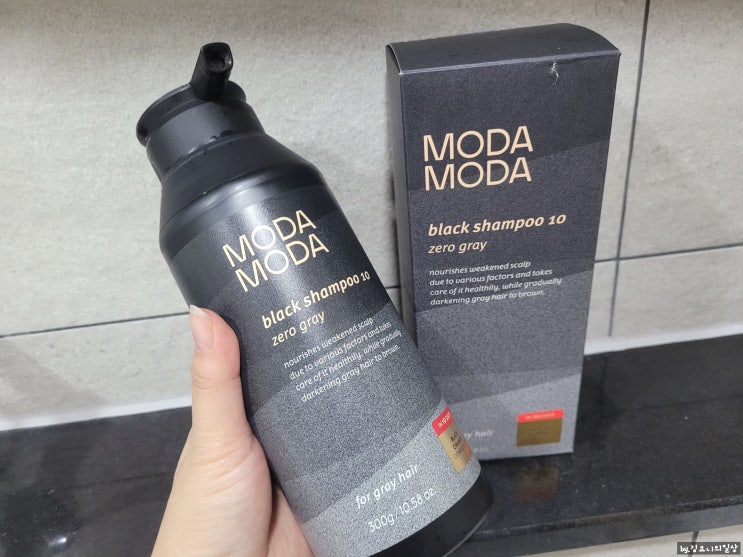 MODA
MODA
black shampoo 10
zero gray
nourishes weakened scalp
due to various factors and takes
care of it healthily, while gradually
darkening gray hair to brown.
for gray hair
300g/10.58 oz
MODA
MODA
black shampoo 10
zero gray
nourishes weakened scalp
due to various factors and takes
care of it healthily, while gradually
darkening gray hair to brown.
hair